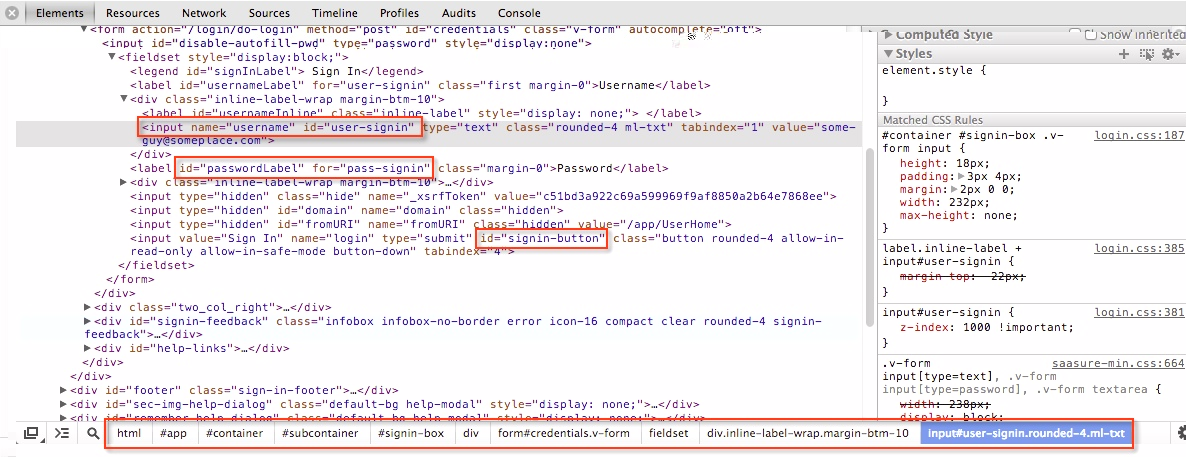 Elements Resources Network Sources Timeline Profiles Audits Console
▼<form action="/login/do-login" method="post" id="credentials" class="v-form" autocomplete="off">
<input id="disable-autofill-pwd" type="password" style="display:none">
▼<fieldset style="display:block;">
<legend id="signInLabel"> Sign In</legend>
<label id="usernameLabel" for="user-signin" class="first margin-0">Username</label>
▼<div class="inline-label-wrap margin-btm-10">
<label id="usernameInline" class="inline-label" style="display: none;"> </label>
<input name="username" id="user-signin" type="text" class="rounded-4 ml-txt" tabindex="1" value="some-
guy@someplace.com">
</div>
<label id="passwordLabel" for="pass-signin" class="margin-0">Password</label>
▶<div class="inline-label-wrap margin-btm-10">…</div>
<input type="hidden" class="hide" name="_xsrfToken" value="c51bd3a922c69a599969f9af8850a2b64e7868ee">
<input type="hidden" id="domain" name="domain" class="hidden">
<input type="hidden" id="fromURI" name="fromURI" class="hidden" value="/app/UserHome">
<input value="Sign In" name="login" type="submit" id="signin-button" class="button rounded-4 allow-in-
read-only allow-in-safe-mode button-down" tabindex="4">
</fieldset>
</form>
</div>
▶<div class="two_col_right">…</div>
▶<div id="signin-feedback" class="infobox infobox-no-border error icon-16 compact clear rounded-4 signin-
feedback">…</div>
▶<div id="help-links">…</div>
</div>
</div>
▶<div id="footer" class="sign-in-footer">…</div>
▶<div id="sec-img-help-dialog" class="default-bg help-modal" style="display: none;">…</div>
▶<div id="remember-help-dialog" class="default-bg help-modal" style="display: none;">…</div>
html #app #container #subcontainer #signin-box div form#credentials.v-form fieldset div.inline-label-wrap.margin-btm-10 input#user-signin.rounded-4.ml-txt
▶ Computed Style Show inherited
▼ Styles
element.style {
}
Matched CSS Rules
#container #signin-box .v- login.css:187
form input {
height: 18px;
padding: ▶3px 4px;
margin: ▶2px 0 0;
width: 232px;
max-height: none;
}
label.inline-label + login.css:385
input#user-signin {
margin-top: -22px;
}
input#user-signin { login.css:381
z-index: 1000 !important;
}
.v-form saasure-min.css:664
input[type=text], .v-form
input[type=password], .v-form textarea {
width: 238px;
display: block;